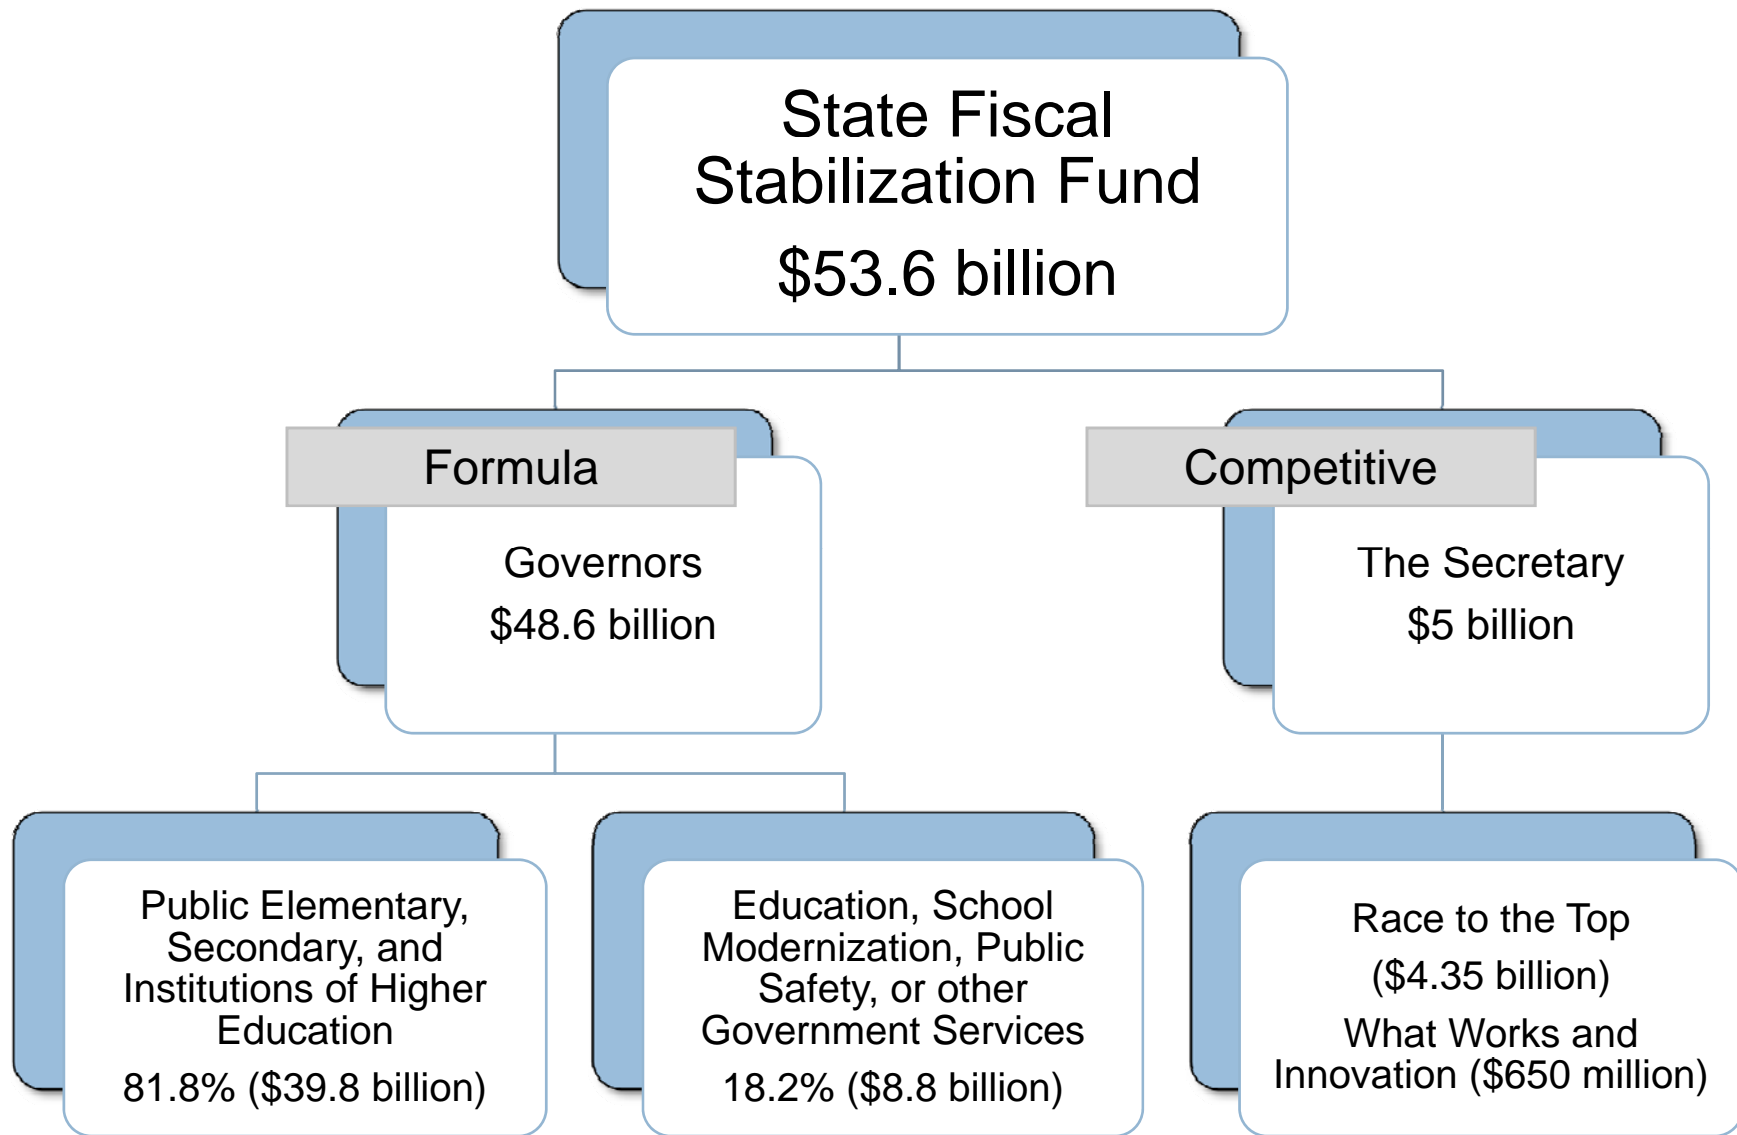 State Fiscal
Stabilization Fund
$53.6 billion
Formula
Governors
$48.6 billion
Competitive
The Secretary
$5 billion
Public Elementary,
Secondary, and
Institutions of Higher
Education
81.8% ($39.8 billion)
Education, School
Modernization, Public
Safety, or other
Government Services
18.2% ($8.8 billion)
Race to the Top
($4.35 billion)
What Works and
Innovation ($650 million)